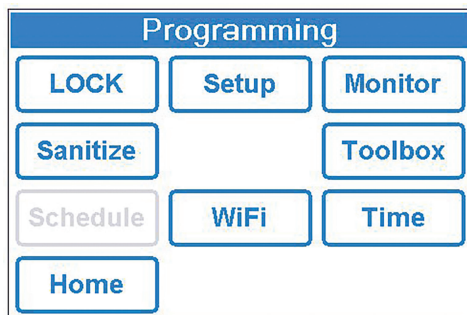 Programming
LOCK Setup Monitor
Sanitize Toolbox
Schedule WiFi Time
Home